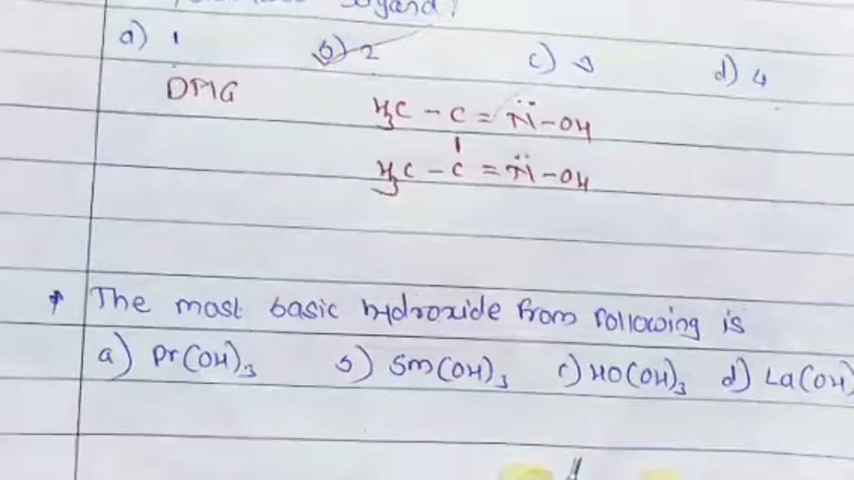 ligand?
a) 1 b) 2 c) 3 d) 4
DMG
H3C - C = N̈ - OH
|
H3C - C = N̈ - OH
* The most basic hydroxide from following is
a) Pr(OH)3 b) Sm(OH)3 c) HO(OH)3 d) La(OH)